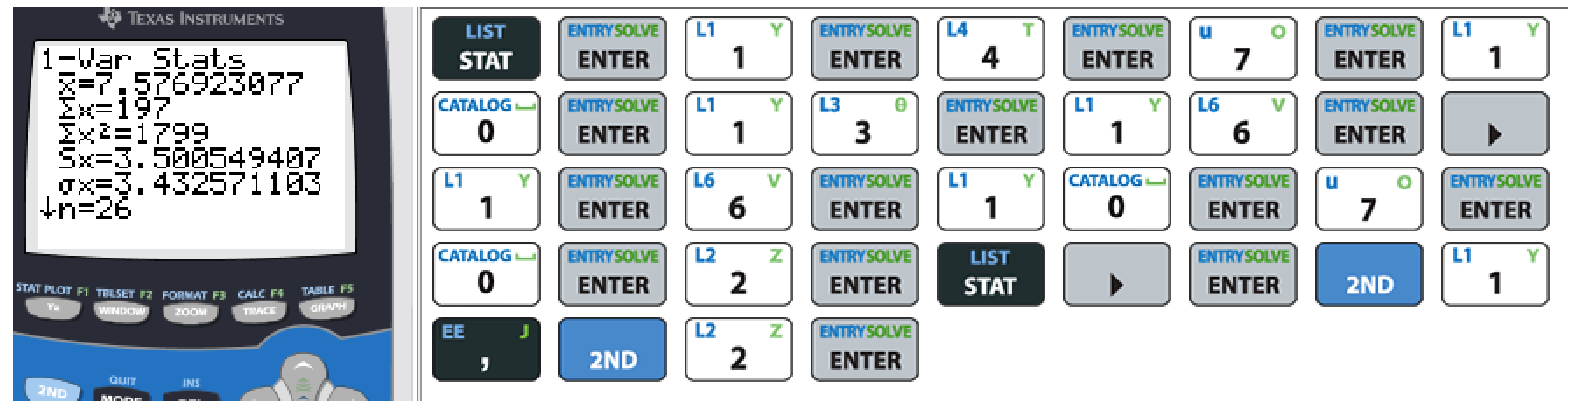 TEXAS INSTRUMENTS
1-Var Stats
x̄=7.576923077
Σx=197
Σx²=1799
Sx=3.500549407
σx=3.432571103
↓n=26
STAT PLOT F1 TBLSET F2 FORMAT F3 CALC F4 TABLE F5
Y= WINDOW ZOOM TRACE GRAPH
QUIT INS
2ND MODE DEL
LIST ENTRY SOLVE L1 Y ENTRY SOLVE L4 T ENTRY SOLVE u O ENTRY SOLVE L1 Y
STAT ENTER 1 ENTER 4 ENTER 7 ENTER 1
CATALOG ENTRY SOLVE L1 Y L3 θ ENTRY SOLVE L1 Y L6 V ENTRY SOLVE
0 ENTER 1 3 ENTER 1 6 ENTER
L1 Y ENTRY SOLVE L6 V ENTRY SOLVE L1 Y CATALOG ENTRY SOLVE u O ENTRY SOLVE
1 ENTER 6 ENTER 1 0 ENTER 7 ENTER
CATALOG ENTRY SOLVE L2 Z ENTRY SOLVE LIST ENTRY SOLVE L1 Y
0 ENTER 2 ENTER STAT ENTER 2ND 1
EE J L2 Z ENTRY SOLVE
, 2ND 2 ENTER